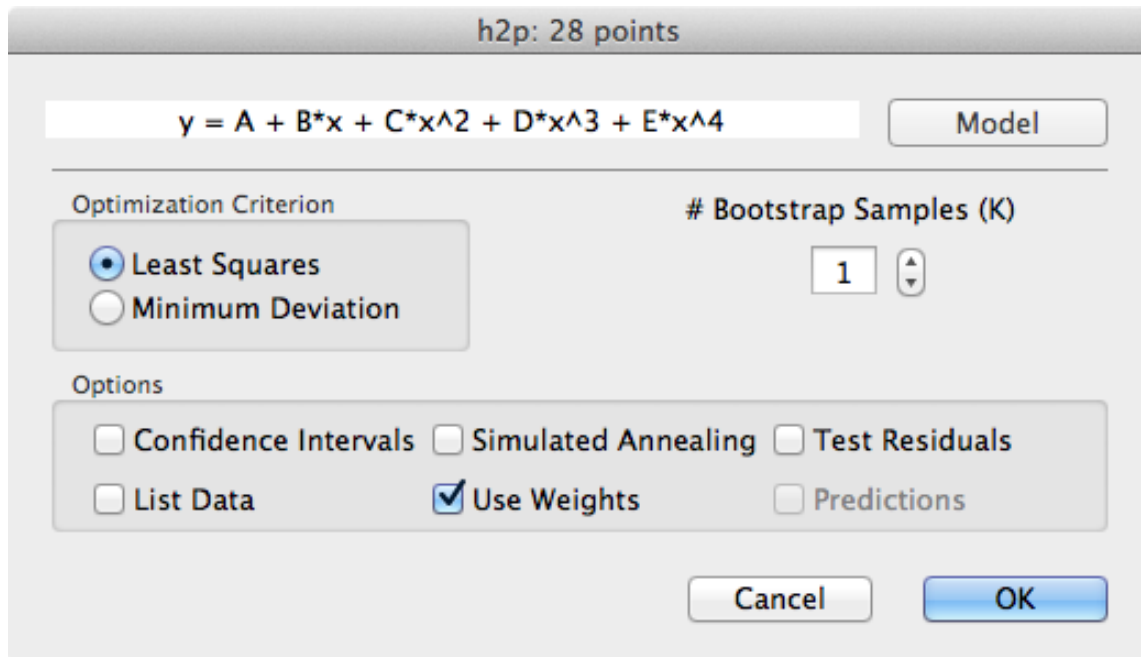 h2p: 28 points
y = A + B*x + C*x^2 + D*x^3 + E*x^4
Model
Optimization Criterion
# Bootstrap Samples (K)
Least Squares
1
Minimum Deviation
Options
Confidence Intervals Simulated Annealing Test Residuals
List Data Use Weights Predictions
Cancel OK